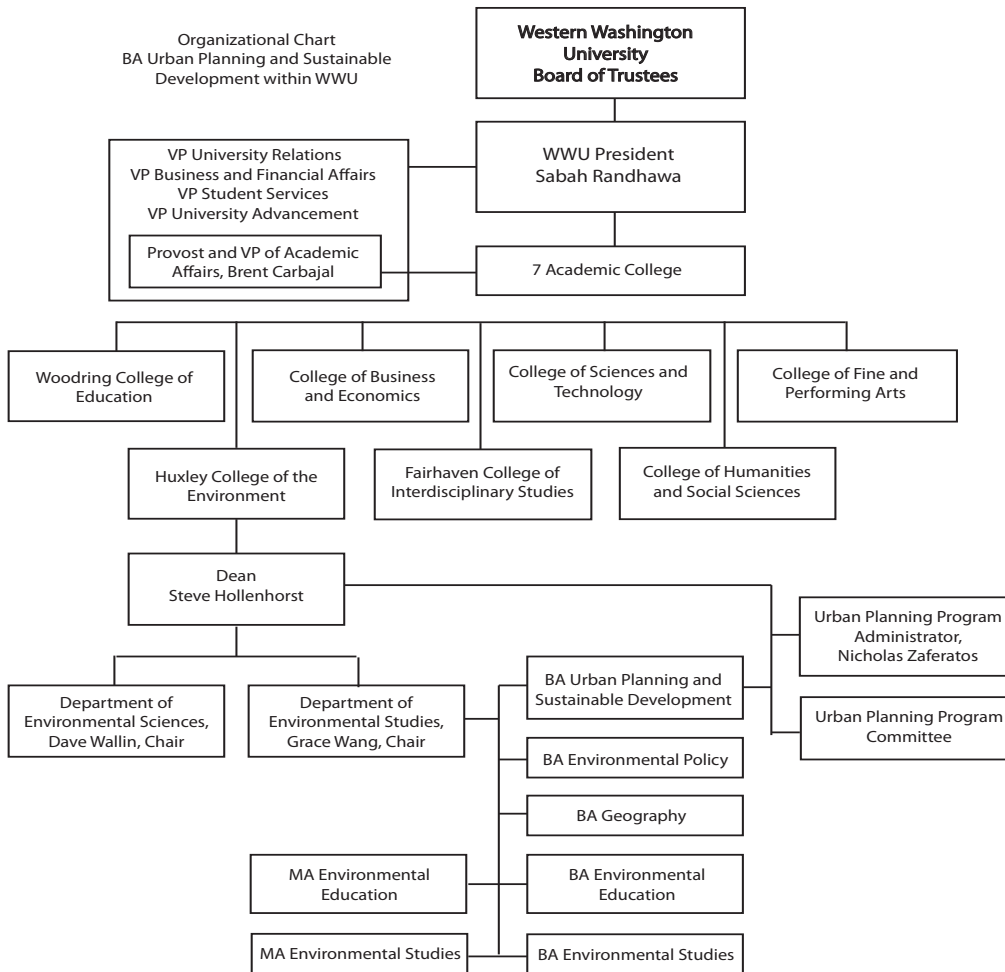 Organizational Chart
BA Urban Planning and Sustainable
Development within WWU
Western Washington
University
Board of Trustees
WWU President
Sabah Randhawa
VP University Relations
VP Business and Financial Affairs
VP Student Services
VP University Advancement
Provost and VP of Academic
Affairs, Brent Carbajal
7 Academic College
Woodring College of
Education
College of Business
and Economics
College of Sciences and
Technology
College of Fine and
Performing Arts
Huxley College of the
Environment
Fairhaven College of
Interdisciplinary Studies
College of Humanities
and Social Sciences
Dean
Steve Hollenhorst
Urban Planning Program
Administrator,
Nicholas Zaferatos
Department of
Environmental Sciences,
Dave Wallin, Chair
Department of
Environmental Studies,
Grace Wang, Chair
BA Urban Planning and
Sustainable Development
Urban Planning Program
Committee
BA Environmental Policy
BA Geography
MA Environmental
Education
BA Environmental
Education
MA Environmental Studies
BA Environmental Studies